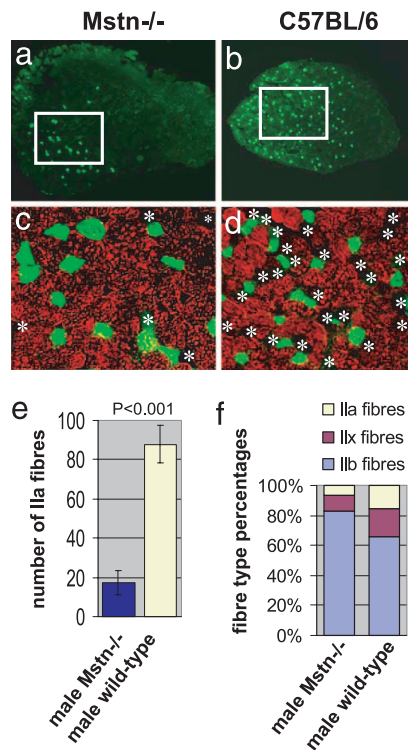 Mstn-/- C57BL/6
a b
* * *
c d
* * * * * * * * * * * * * * * * * * * * * * * *
e P<0.001 f
IIa fibres
IIx fibres
IIb fibres
number of IIa fibres
100
80
60
40
20
0
male Mstn-/-
male wild-type
fibre type percentages
100%
80%
60%
40%
20%
0%
male Mstn-/-
male wild-type